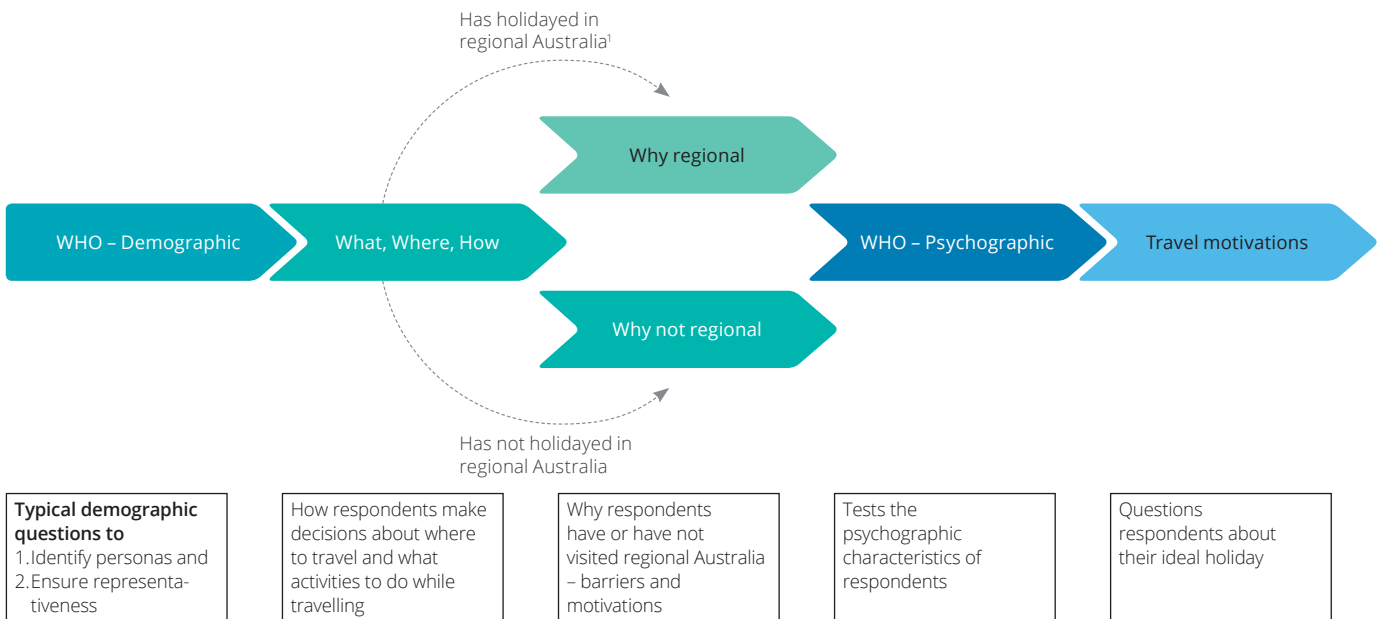 Has holidayed in
regional Australia¹
Why regional
WHO – Demographic
What, Where, How
WHO – Psychographic
Travel motivations
Why not regional
Has not holidayed in
regional Australia
Typical demographic
questions to
1.Identify personas and
2.Ensure representa-
tiveness
How respondents make
decisions about where
to travel and what
activities to do while
travelling
Why respondents
have or have not
visited regional Australia
– barriers and
motivations
Tests the
psychographic
characteristics of
respondents
Questions
respondents about
their ideal holiday